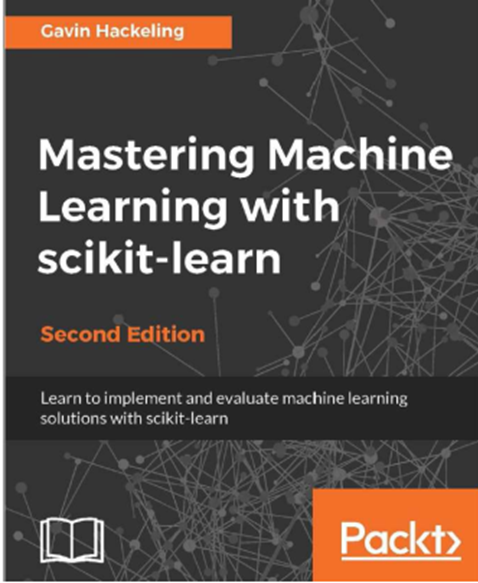 Gavin Hackeling
Mastering Machine
Learning with
scikit-learn
Second Edition
Learn to implement and evaluate machine learning
solutions with scikit-learn
Packt>